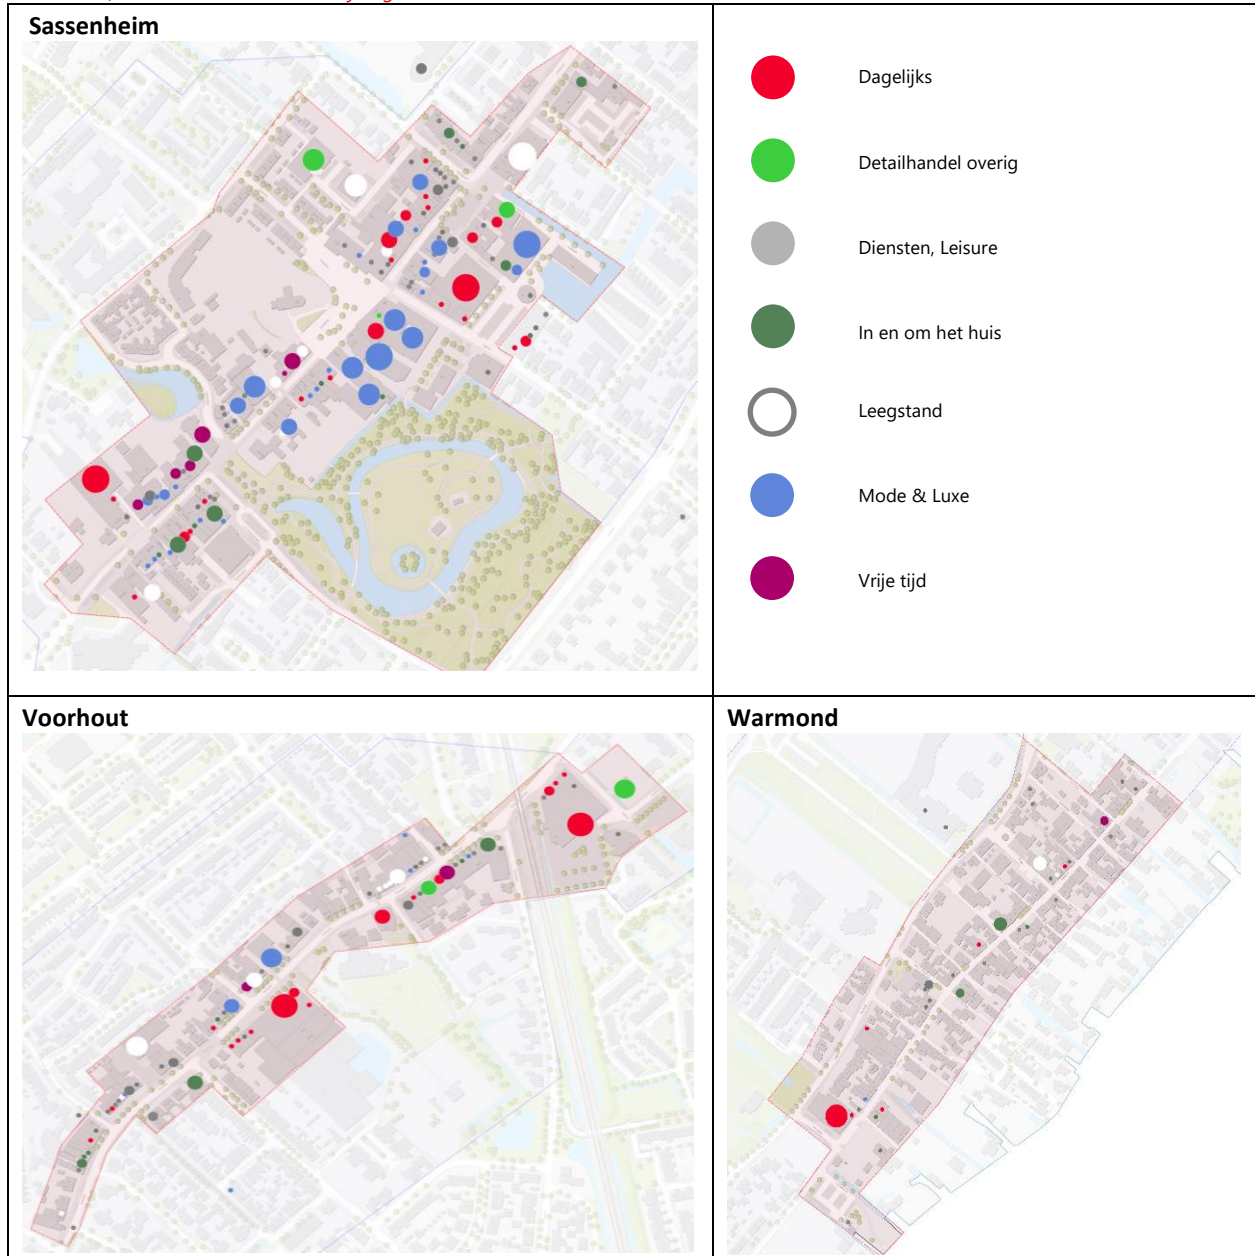 Sassenheim
Dagelijks
Detailhandel overig
Diensten, Leisure
In en om het huis
Leegstand
Mode & Luxe
Vrije tijd
Voorhout
Warmond